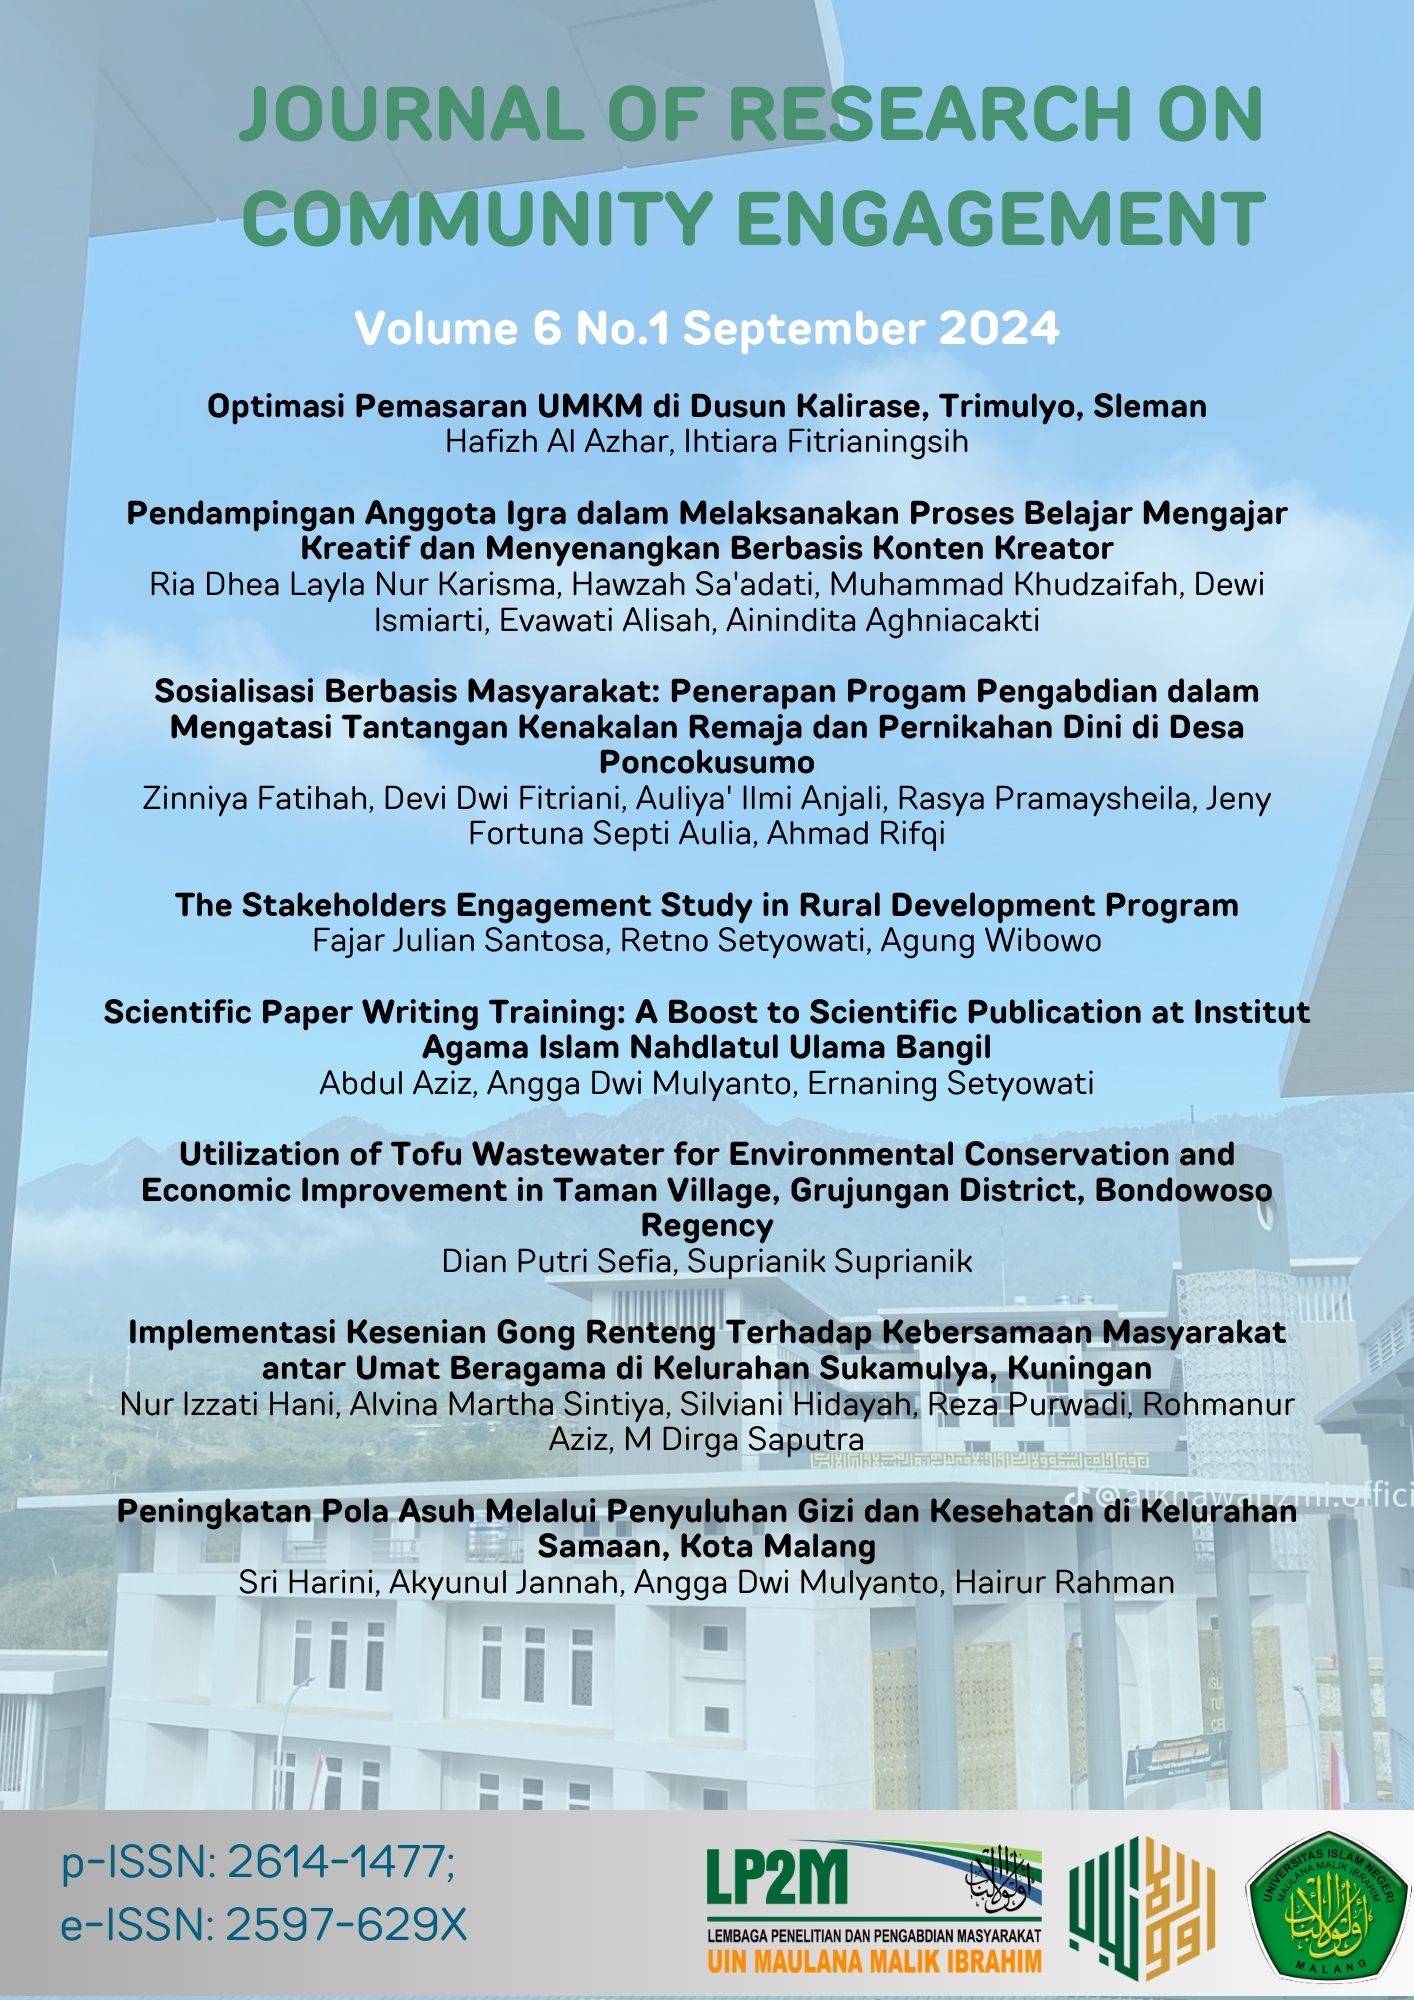 JOURNAL OF RESEARCH ON
COMMUNITY ENGAGEMENT
Volume 6 No.1 September 2024
Optimasi Pemasaran UMKM di Dusun Kalirase, Trimulyo, Sleman
Hafizh Al Azhar, Ihtiara Fitrianingsih
Pendampingan Anggota Igra dalam Melaksanakan Proses Belajar Mengajar
Kreatif dan Menyenangkan Berbasis Konten Kreator
Ria Dhea Layla Nur Karisma, Hawzah Sa'adati, Muhammad Khudzaifah, Dewi
Ismiarti, Evawati Alisah, Ainindita Aghniacakti
Sosialisasi Berbasis Masyarakat: Penerapan Progam Pengabdian dalam
Mengatasi Tantangan Kenakalan Remaja dan Pernikahan Dini di Desa
Poncokusumo
Zinniya Fatihah, Devi Dwi Fitriani, Auliya' Ilmi Anjali, Rasya Pramaysheila, Jeny
Fortuna Septi Aulia, Ahmad Rifqi
The Stakeholders Engagement Study in Rural Development Program
Fajar Julian Santosa, Retno Setyowati, Agung Wibowo
Scientific Paper Writing Training: A Boost to Scientific Publication at Institut
Agama Islam Nahdlatul Ulama Bangil
Abdul Aziz, Angga Dwi Mulyanto, Ernaning Setyowati
Utilization of Tofu Wastewater for Environmental Conservation and
Economic Improvement in Taman Village, Grujungan District, Bondowoso
Regency
Dian Putri Sefia, Suprianik Suprianik
Implementasi Kesenian Gong Renteng Terhadap Kebersamaan Masyarakat
antar Umat Beragama di Kelurahan Sukamulya, Kuningan
Nur Izzati Hani, Alvina Martha Sintiya, Silviani Hidayah, Reza Purwadi, Rohmanur
Aziz, M Dirga Saputra
@alkhawarizmi.offici
Peningkatan Pola Asuh Melalui Penyuluhan Gizi dan Kesehatan di Kelurahan
Samaan, Kota Malang
Sri Harini, Akyunul Jannah, Angga Dwi Mulyanto, Hairur Rahman
p-ISSN: 2614-1477;
e-ISSN: 2597-629X
LP2M
LEMBAGA PENELITIAN DAN PENGABDIAN MASYARAKAT
UIN MAULANA MALIK IBRAHIM
UNIVERSITAS ISLAM NEGERI
MAULANA MALIK IBRAHIM
MALANG